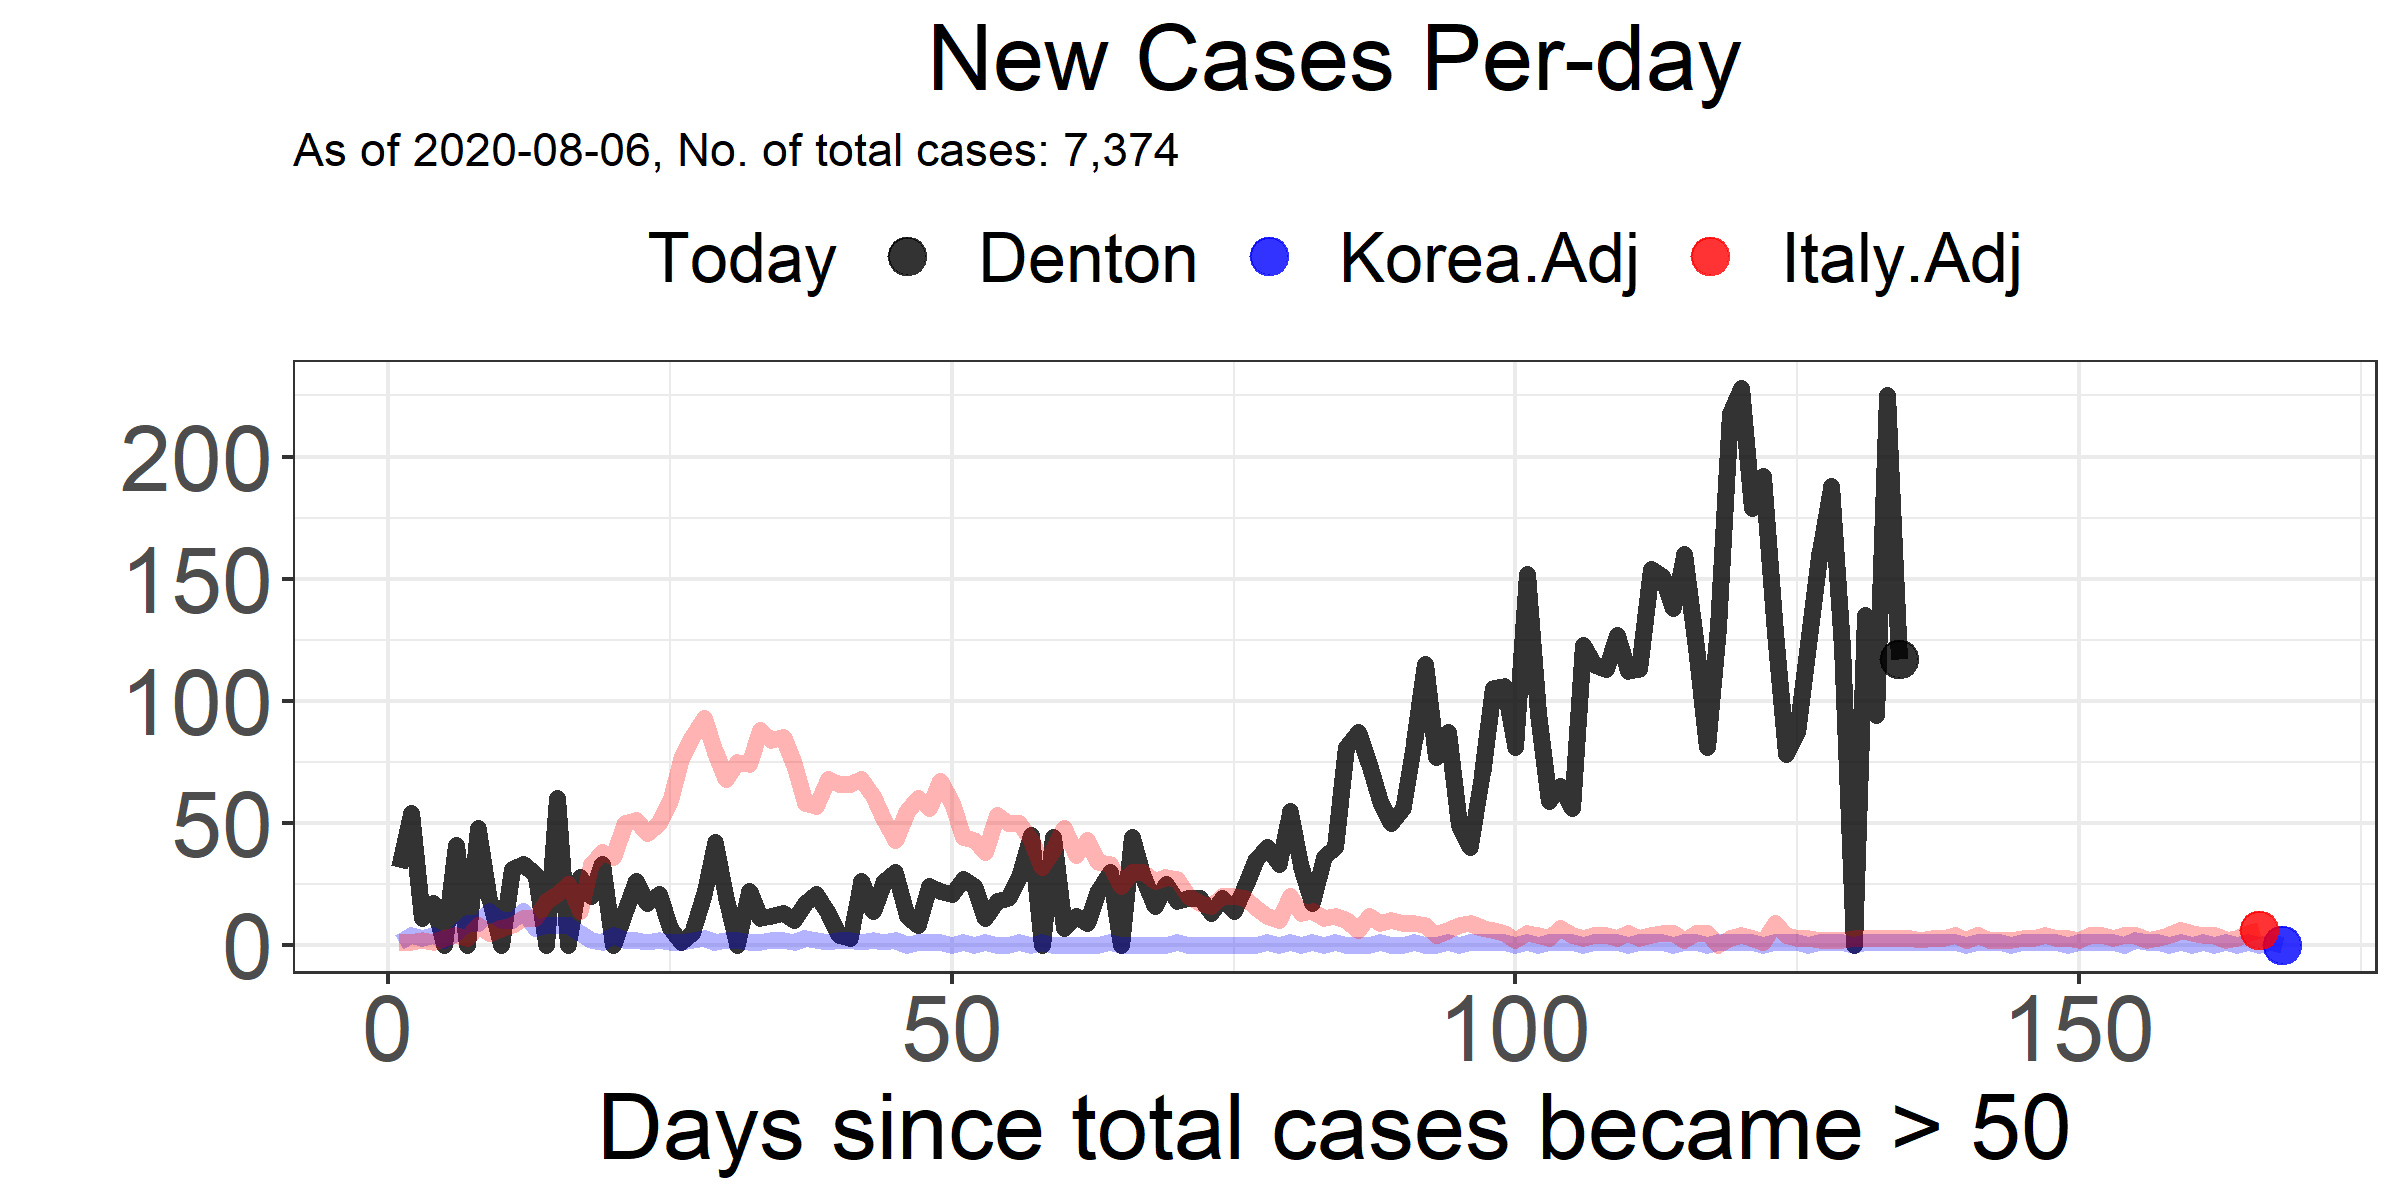 New Cases Per-day
As of 2020-08-06, No. of total cases: 7,374
Today Denton Korea.Adj Italy.Adj
200
150
100
50
0
0 50 100 150
Days since total cases became > 50